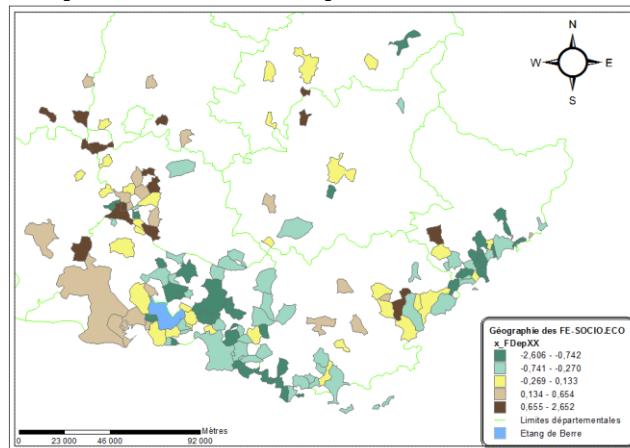 N
W E
S
Géographie des FE-SOCIO.ECO
x_FDepXX
-2,606 - -0,742
-0,741 - -0,270
-0,269 - 0,133
0,134 - 0,654
0,655 - 2,652
Limites départementales
Etang de Berre
Mètres
0 23 000 46 000 92 000